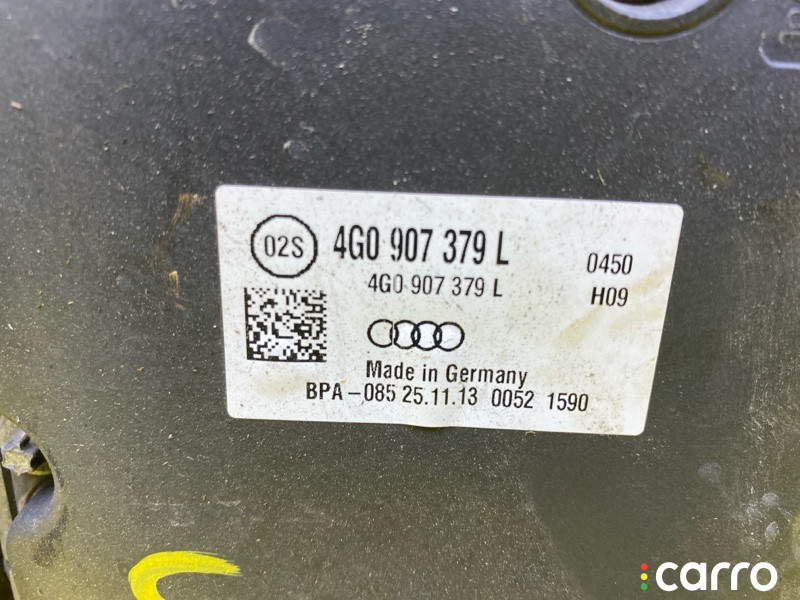 02S
4G0 907 379 L
0450
4G0 907 379 L
H09
Made in Germany
BPA-085 25.11.13 0052 1590
carro